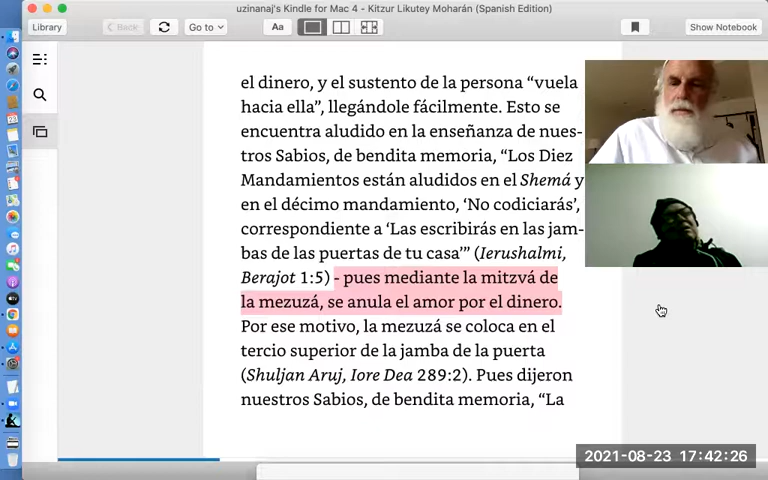 uzinanaj's Kindle for Mac 4 - Kitzur Likutey Moharán (Spanish Edition)
Library
Back
Go to
Aa
Show Notebook
el dinero, y el sustento de la persona “vuela
hacia ella”, llegándole fácilmente. Esto se
encuentra aludido en la enseñanza de nues-
tros Sabios, de bendita memoria, “Los Diez
Mandamientos están aludidos en el Shemá y
en el décimo mandamiento, ‘No codiciarás’,
correspondiente a ‘Las escribirás en las jam-
bas de las puertas de tu casa’” (Ierushalmi,
Berajot 1:5) - pues mediante la mitzvá de
la mezuzá, se anula el amor por el dinero.
Por ese motivo, la mezuzá se coloca en el
tercio superior de la jamba de la puerta
(Shuljan Aruj, Iore Dea 289:2). Pues dijeron
nuestros Sabios, de bendita memoria, “La
2021-08-23 17:42:26